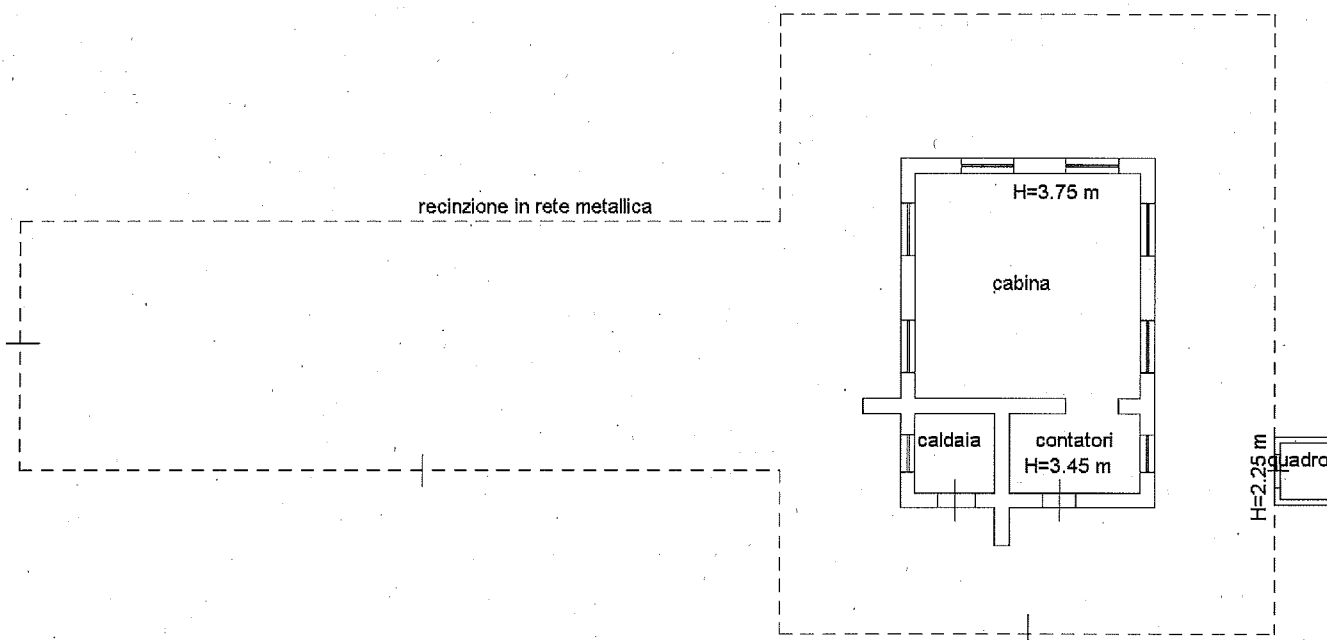 H=3.75 m
recinzione in rete metallica
cabina
caldaia
contatori
H=3.45 m
H=2.25 m
quadro